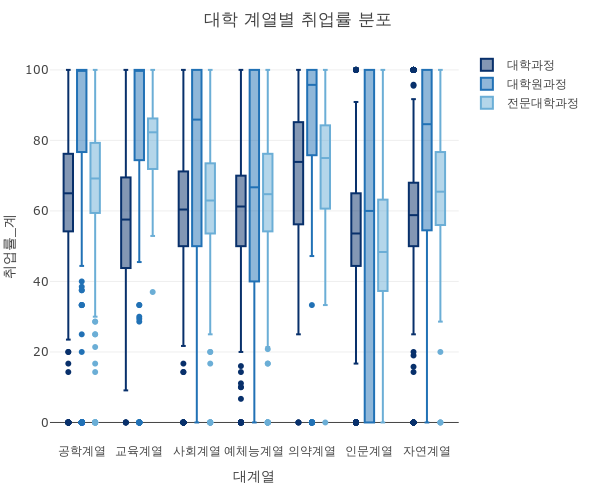 대학 계열별 취업률 분포
대학과정
대학원과정
전문대학과정
취업률_계
100
80
60
40
20
0
공학계열 교육계열 사회계열 예체능계열 의약계열 인문계열 자연계열
대계열